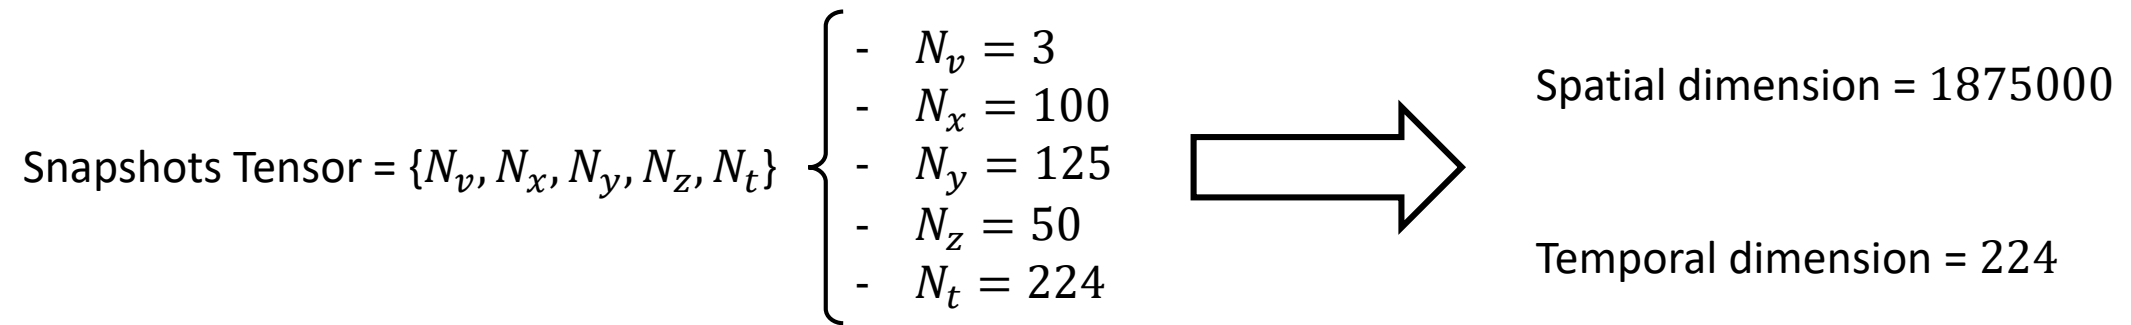 Snapshots Tensor = {N_v, N_x, N_y, N_z, N_t}
- N_v = 3
- N_x = 100
- N_y = 125
- N_z = 50
- N_t = 224
Spatial dimension = 1875000
Temporal dimension = 224